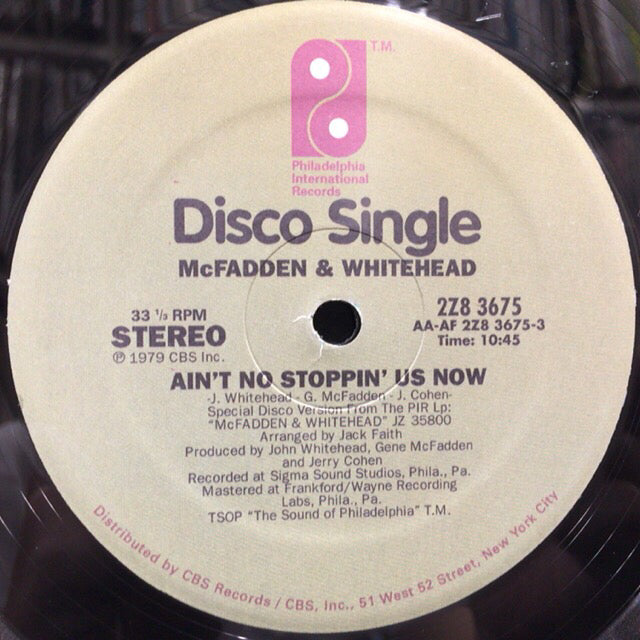 T.M.
Philadelphia
International
Records
Disco Single
McFADDEN & WHITEHEAD
33 ⅓ RPM
STEREO
℗ 1979 CBS Inc.
2Z8 3675
AA-AF 2Z8 3675-3
Time: 10:45
AIN'T NO STOPPIN' US NOW
-J. Whitehead - G. McFadden - J. Cohen-
Special Disco Version From The PIR Lp:
"McFADDEN & WHITEHEAD" JZ 35800
Arranged by Jack Faith
Produced by John Whitehead, Gene McFadden
and Jerry Cohen
Recorded at Sigma Sound Studios, Phila., Pa.
Mastered at Frankford/Wayne Recording
Labs, Phila., Pa.
TSOP "The Sound of Philadelphia" T.M.
Distributed by CBS Records / CBS, Inc., 51 West 52 Street, New York City